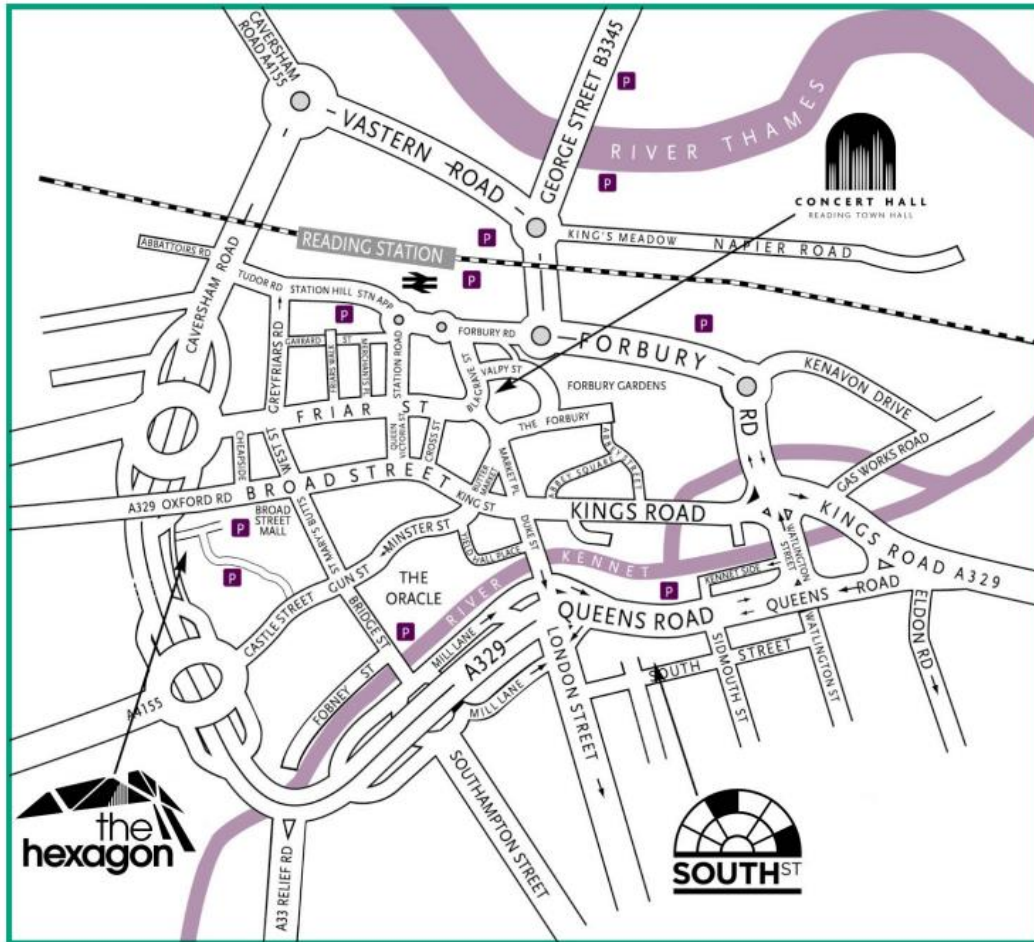 CAVERSHAM
ROAD A4155
GEORGE STREET B3345
P
VASTERN ROAD
RIVER THAMES
CONCERT HALL
READING TOWN HALL
P
READING STATION
P
KING'S MEADOW
NAPIER ROAD
ABBATTOIRS RD
CAVERSHAM ROAD
TUDOR RD
STATION HILL
STN APP
P
P
P
GREYFRIARS RD
GARRARD ST
FRIARS WALK
MERCHANTS PL
STATION ROAD
FORBURY RD
FORBURY RD
BLAGRAVE ST
VALPY ST
FORBURY GARDENS
KENAVON DRIVE
FRIAR ST
THE FORBURY
CHEAPSIDE
WEST ST
QUEEN
VICTORIA ST
CROSS ST
MARKET PL
BUTTER
MARKET
ABBEY SQUARE
ABBEY STREET
GAS WORKS ROAD
A329 OXFORD RD
BROAD STREET
KING ST
KINGS ROAD
KINGS ROAD A329
BROAD
STREET
MALL
P
ST MARY'S BUTTS
MINSTER ST
YIELD HALL PLACE
DUKE ST
WATLINGTON
STREET
P
GUN ST
CASTLE STREET
THE
ORACLE
RIVER KENNET
KENNET SIDE
P
QUEENS ROAD
QUEENS ROAD
P
BRIDGE ST
MILL LANE
A329
MILL LANE
FOBNEY ST
LONDON STREET
SOUTH STREET
SIDMOUTH ST
WATLINGTON ST
ELDON RD
A4155
SOUTHAMPTON STREET
A33 RELIEF RD
the
hexagon
SOUTH ST